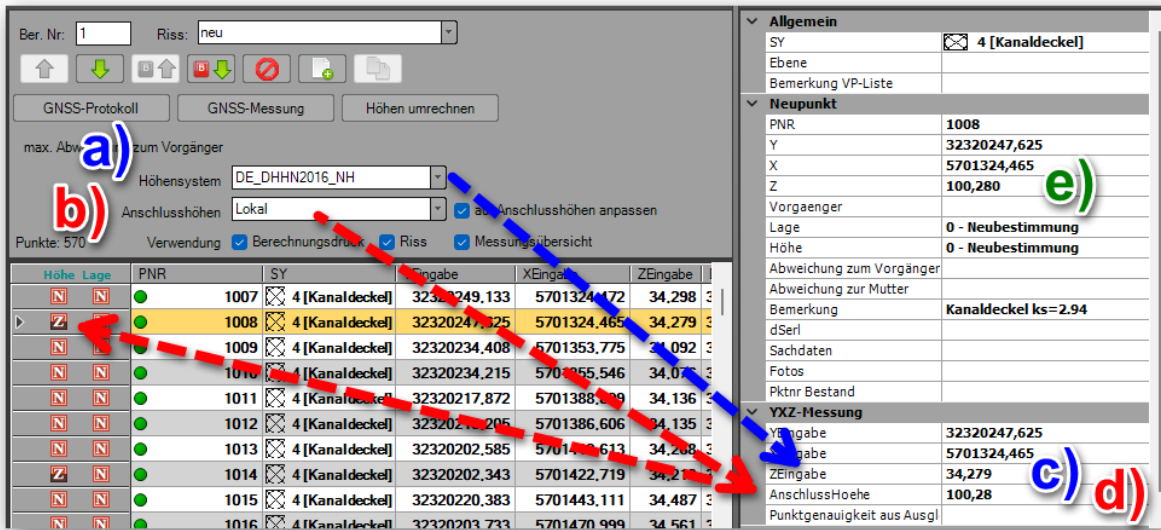 Ber. Nr: 1 Riss: neu
B B
GNSS-Protokoll GNSS-Messung Höhen umrechnen
max. zum Vorgänger
a)
Höhensystem DE_DHHN2016_NH
b)
Anschlusshöhen Lokal Anschlusshöhen anpassen
Punkte: 570 Verwendung Berechnungsdruck Riss Messungsübersicht
Höhe Lage PNR SY XEingabe ZEingabe
N N 1007 4 [Kanaldeckel] 32320249,133 5701324,472 34,298
Z 1008 4 [Kanaldeckel] 32320247,625 5701324,465 34,279
N N 1009 4 [Kanaldeckel] 32320234,408 5701353,775 34,092
N N 4 [Kanaldeckel] 32320234,215
N N 1011 4 [Kanaldeckel] 32320217,872 34,136
N N 1012 4 [Kanaldeckel] 5701386,606 34,135
N N 1013 4 [Kanaldeckel] 32320202,585
Z N 1014 4 [Kanaldeckel] 32320202,343 5701422,719
N N 1015 4 [Kanaldeckel] 32320220,383 5701443,111 34,487
N N 1016 4 [Kanaldeckel] 32320203,733 5701470,999 34,561
Allgemein
SY 4 [Kanaldeckel]
Ebene
Bemerkung VP-Liste
Neupunkt
PNR 1008
Y 32320247,625
X 5701324,465
Z 100,280
e)
Vorgaenger
Lage 0 - Neubestimmung
Höhe 0 - Neubestimmung
Abweichung zum Vorgänger
Abweichung zur Mutter
Bemerkung Kanaldeckel ks=2.94
dSerl
Sachdaten
Fotos
Pktnr Bestand
YXZ-Messung
YEingabe 32320247,625
5701324,465
ZEingabe 34,279
c)
d)
AnschlussHoehe 100,28
Punktgenauigkeit aus Ausgl